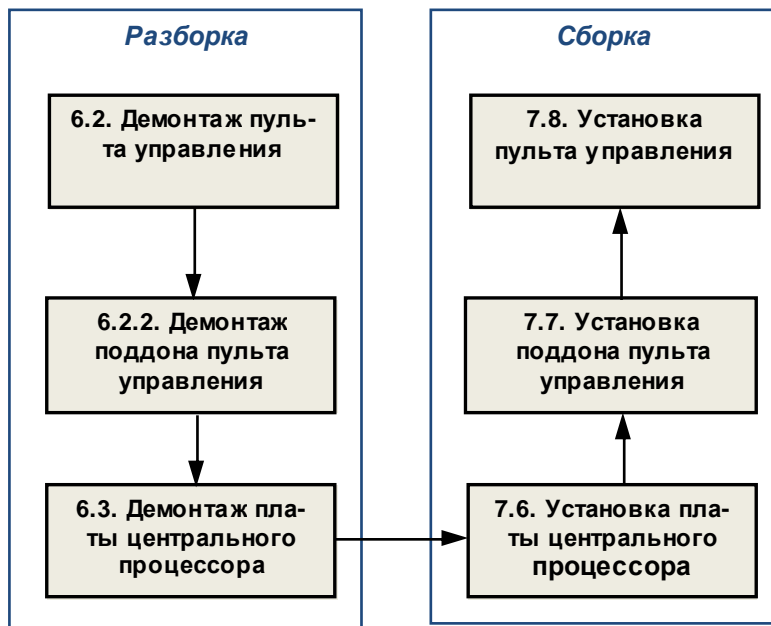 Разборка
6.2. Демонтаж пуль-
та управления
6.2.2. Демонтаж
поддона пульта
управления
6.3. Демонтаж пла-
ты центрального
процессора
Сборка
7.8. Установка
пульта управления
7.7. Установка
поддона пульта
управления
7.6. Установка пла-
ты центрального
процессора